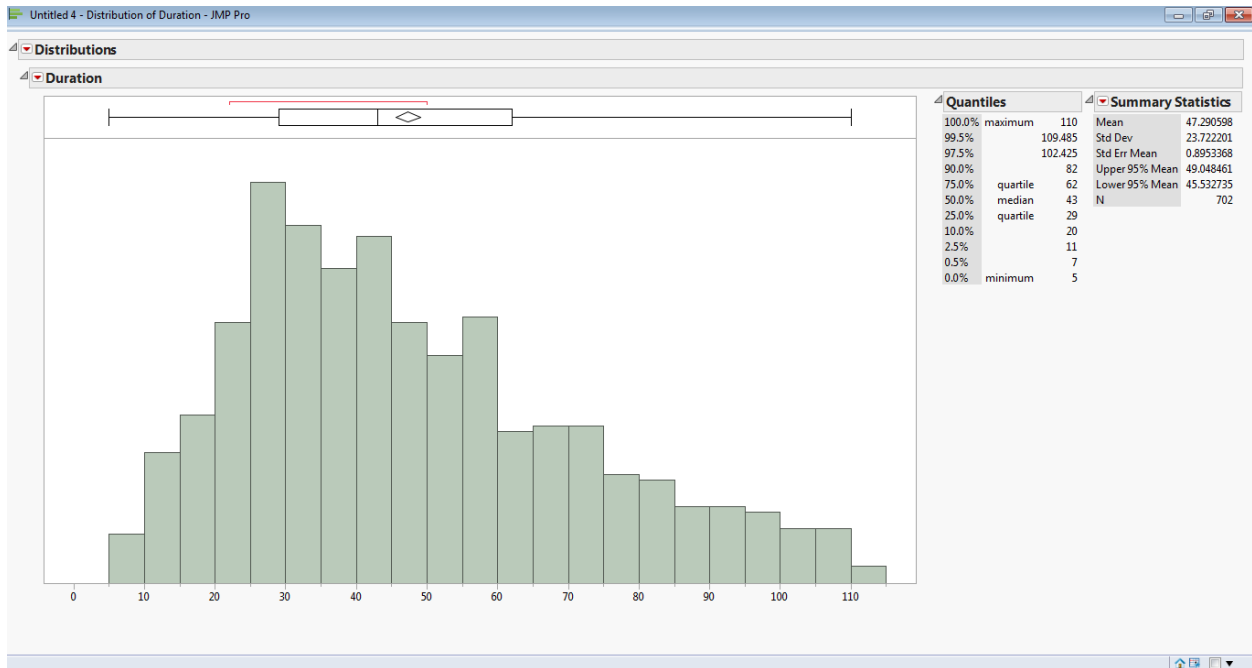 Untitled 4 - Distribution of Duration - JMP Pro
Distributions
Duration
Quantiles
100.0% maximum 110
99.5% 109.485
97.5% 102.425
90.0% 82
75.0% quartile 62
50.0% median 43
25.0% quartile 29
10.0% 20
2.5% 11
0.5% 7
0.0% minimum 5
Summary Statistics
Mean 47.290598
Std Dev 23.722201
Std Err Mean 0.8953368
Upper 95% Mean 49.048461
Lower 95% Mean 45.532735
N 702
0 10 20 30 40 50 60 70 80 90 100 110